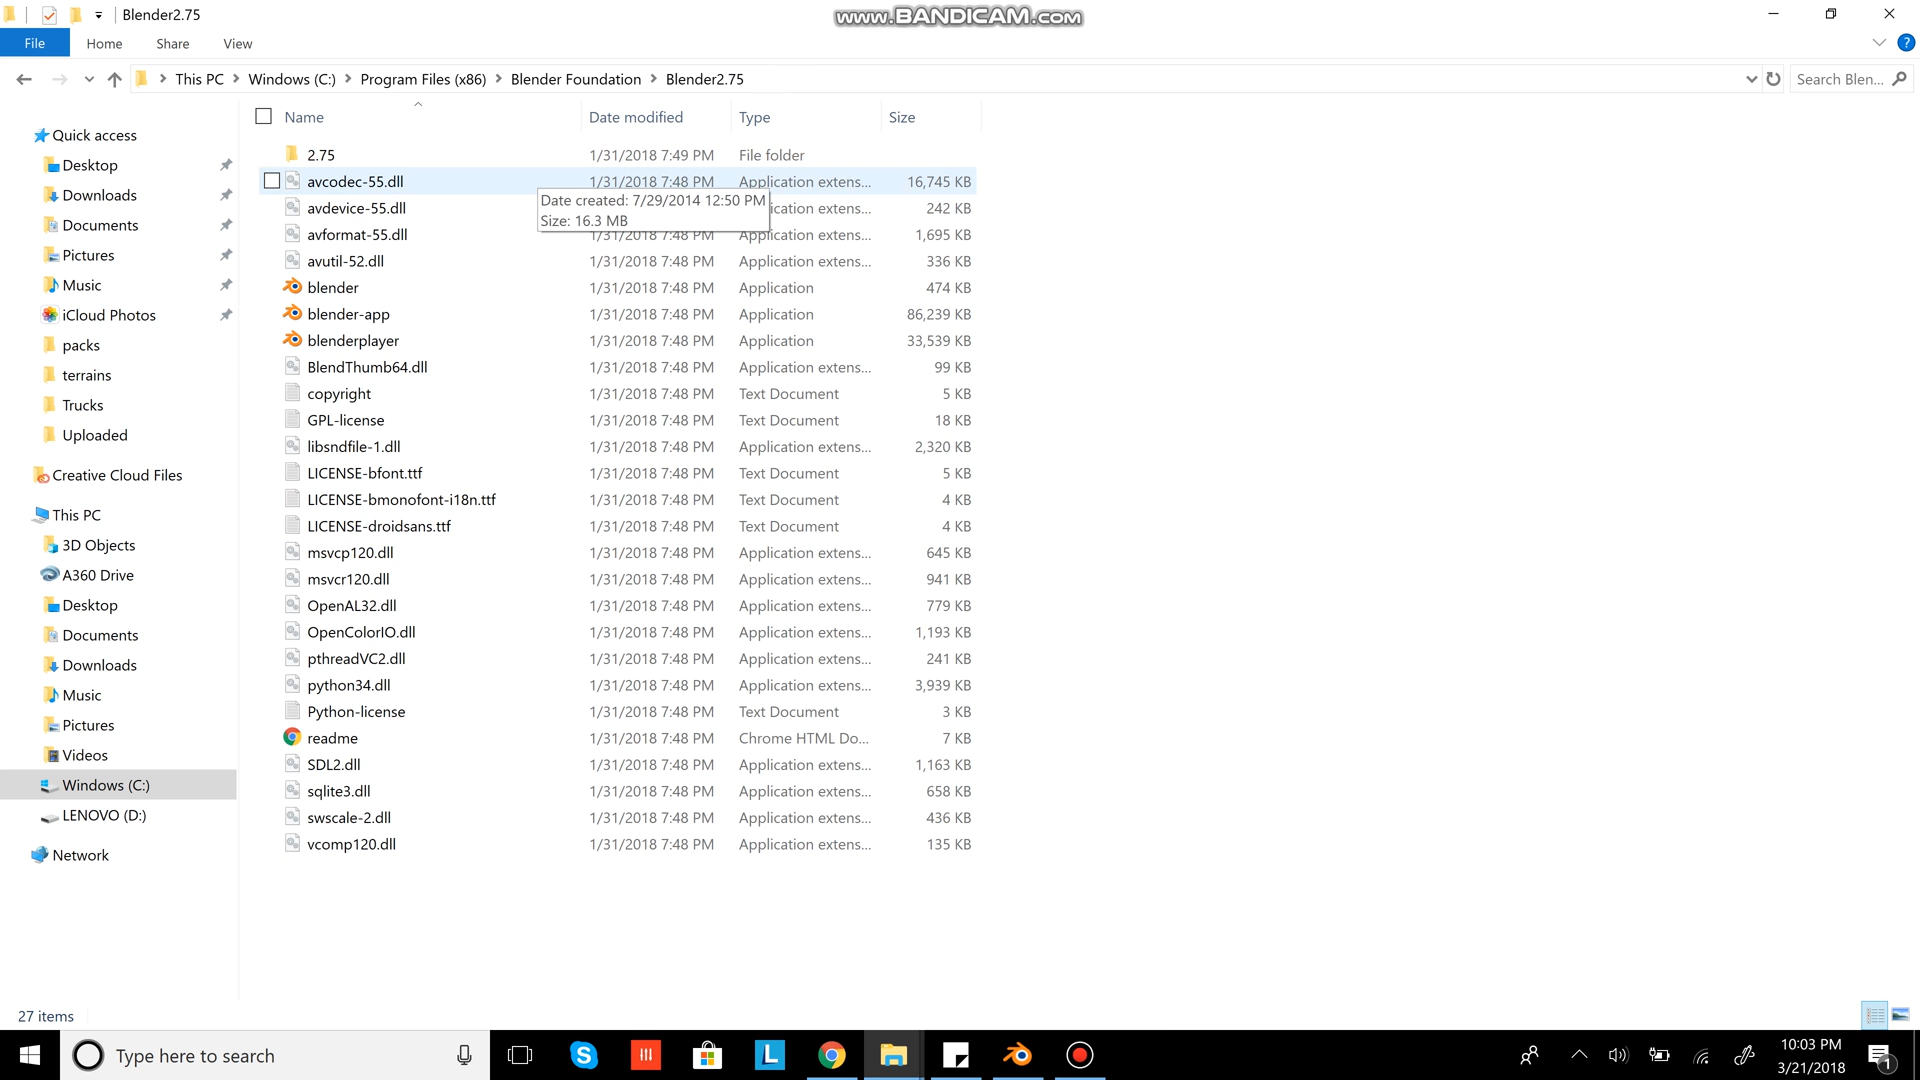 Blender2.75
www.BANDICAM.com
File Home Share View
This PC Windows (C:) Program Files (x86) Blender Foundation Blender2.75
Search Blen...
Name Date modified Type Size
2.75 1/31/2018 7:49 PM File folder
avcodec-55.dll 1/31/2018 7:48 PM Application extens... 16,745 KB
Date created: 7/29/2014 12:50 PM
Size: 16.3 MB
avdevice-55.dll ication extens... 242 KB
avformat-55.dll 1/31/2018 7:48 PM Application extens... 1,695 KB
avutil-52.dll 1/31/2018 7:48 PM Application extens... 336 KB
blender 1/31/2018 7:48 PM Application 474 KB
blender-app 1/31/2018 7:48 PM Application 86,239 KB
blenderplayer 1/31/2018 7:48 PM Application 33,539 KB
BlendThumb64.dll 1/31/2018 7:48 PM Application extens... 99 KB
copyright 1/31/2018 7:48 PM Text Document 5 KB
GPL-license 1/31/2018 7:48 PM Text Document 18 KB
libsndfile-1.dll 1/31/2018 7:48 PM Application extens... 2,320 KB
LICENSE-bfont.ttf 1/31/2018 7:48 PM Text Document 5 KB
LICENSE-bmonofont-i18n.ttf 1/31/2018 7:48 PM Text Document 4 KB
LICENSE-droidsans.ttf 1/31/2018 7:48 PM Text Document 4 KB
msvcp120.dll 1/31/2018 7:48 PM Application extens... 645 KB
msvcr120.dll 1/31/2018 7:48 PM Application extens... 941 KB
OpenAL32.dll 1/31/2018 7:48 PM Application extens... 779 KB
OpenColorIO.dll 1/31/2018 7:48 PM Application extens... 1,193 KB
pthreadVC2.dll 1/31/2018 7:48 PM Application extens... 241 KB
python34.dll 1/31/2018 7:48 PM Application extens... 3,939 KB
Python-license 1/31/2018 7:48 PM Text Document 3 KB
readme 1/31/2018 7:48 PM Chrome HTML Do... 7 KB
SDL2.dll 1/31/2018 7:48 PM Application extens... 1,163 KB
sqlite3.dll 1/31/2018 7:48 PM Application extens... 658 KB
swscale-2.dll 1/31/2018 7:48 PM Application extens... 436 KB
vcomp120.dll 1/31/2018 7:48 PM Application extens... 135 KB
Quick access
Desktop
Downloads
Documents
Pictures
Music
iCloud Photos
packs
terrains
Trucks
Uploaded
Creative Cloud Files
This PC
3D Objects
A360 Drive
Desktop
Documents
Downloads
Music
Pictures
Videos
Windows (C:)
LENOVO (D:)
Network
27 items
Type here to search
10:03 PM
3/21/2018
1